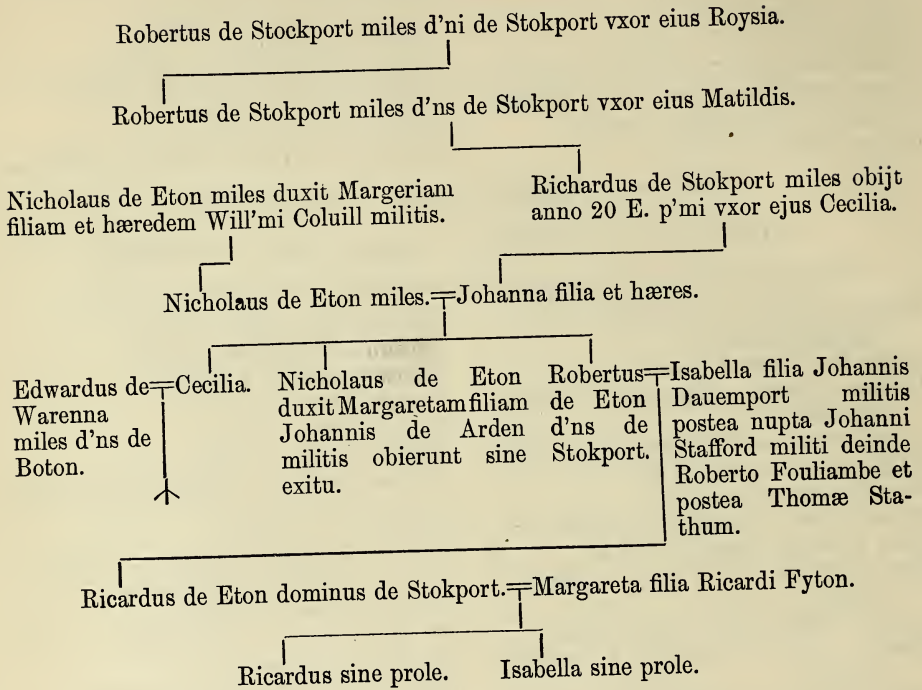 Robertus de Stockport miles d'ni de Stokport vxor eius Roysia.
Robertus de Stokport miles d'ns de Stokport vxor eius Matildis.
Nicholaus de Eton miles duxit Margeriam
filiam et hæredem Will'mi Coluill militis.
Richardus de Stokport miles obijt
anno 20 E. p'mi vxor ejus Cecilia.
Nicholaus de Eton miles.
Johanna filia et hæres.
Edwardus de
Warenna
miles d'ns de
Boton.
Cecilia.
Nicholaus de Eton
duxit Margaretam filiam
Johannis de Arden
militis obierunt sine
exitu.
Robertus
de Eton
d'ns de
Stokport.
Isabella filia Johannis
Dauemport militis
postea nupta Johanni
Stafford militi deinde
Roberto Fouliambe et
postea Thomæ Sta-
thum.
Ricardus de Eton dominus de Stokport.
Margareta filia Ricardi Fyton.
Ricardus sine prole.
Isabella sine prole.